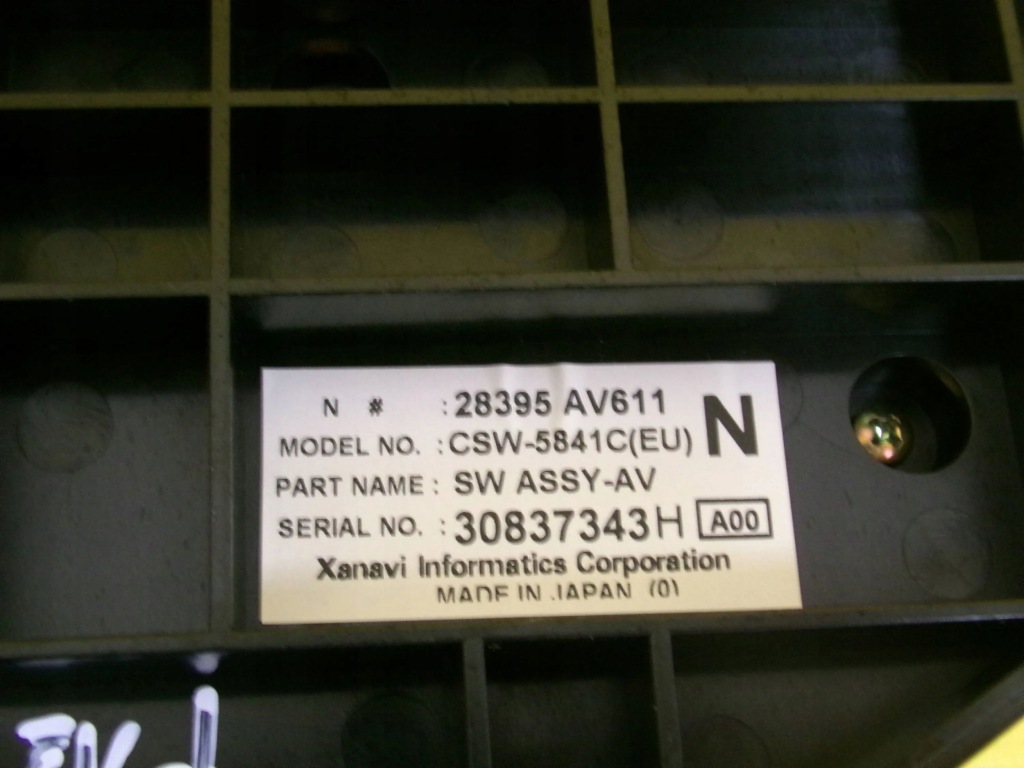 N # : 28395 AV611 N
MODEL NO. : CSW-5841C(EU)
PART NAME : SW ASSY-AV
SERIAL NO. : 30837343H A00
Xanavi Informatics Corporation
MADE IN JAPAN (0)